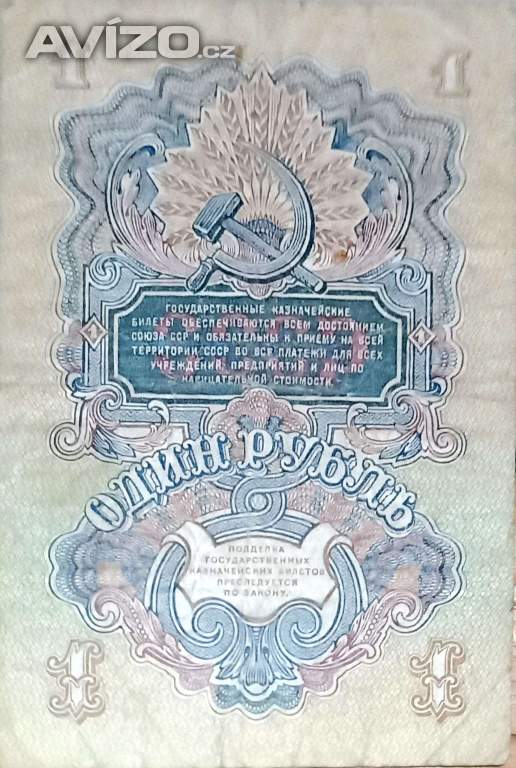 AVÍZO.cz
1 1
ГОСУДАРСТВЕННЫЕ КАЗНАЧЕЙСКИЕ
БИЛЕТЫ ОБЕСПЕЧИВАЮТСЯ ВСЕМ ДОСТОЯНИЕМ
СОЮЗА ССР И ОБЯЗАТЕЛЬНЫ К ПРИЕМУ НА ВСЕЙ
1 ТЕРРИТОРИИ СССР ВО ВСЕ ПЛАТЕЖИ ДЛЯ ВСЕХ 1
УЧРЕЖДЕНИЙ, ПРЕДПРИЯТИЙ И ЛИЦ ПО
НАРИЦАТЕЛЬНОЙ СТОИМОСТИ.
ОДИН РУБЛЬ
ПОДДЕЛКА
ГОСУДАРСТВЕННЫХ
КАЗНАЧЕЙСКИХ БИЛЕТОВ
ПРЕСЛЕДУЕТСЯ
ПО ЗАКОНУ.
1 1